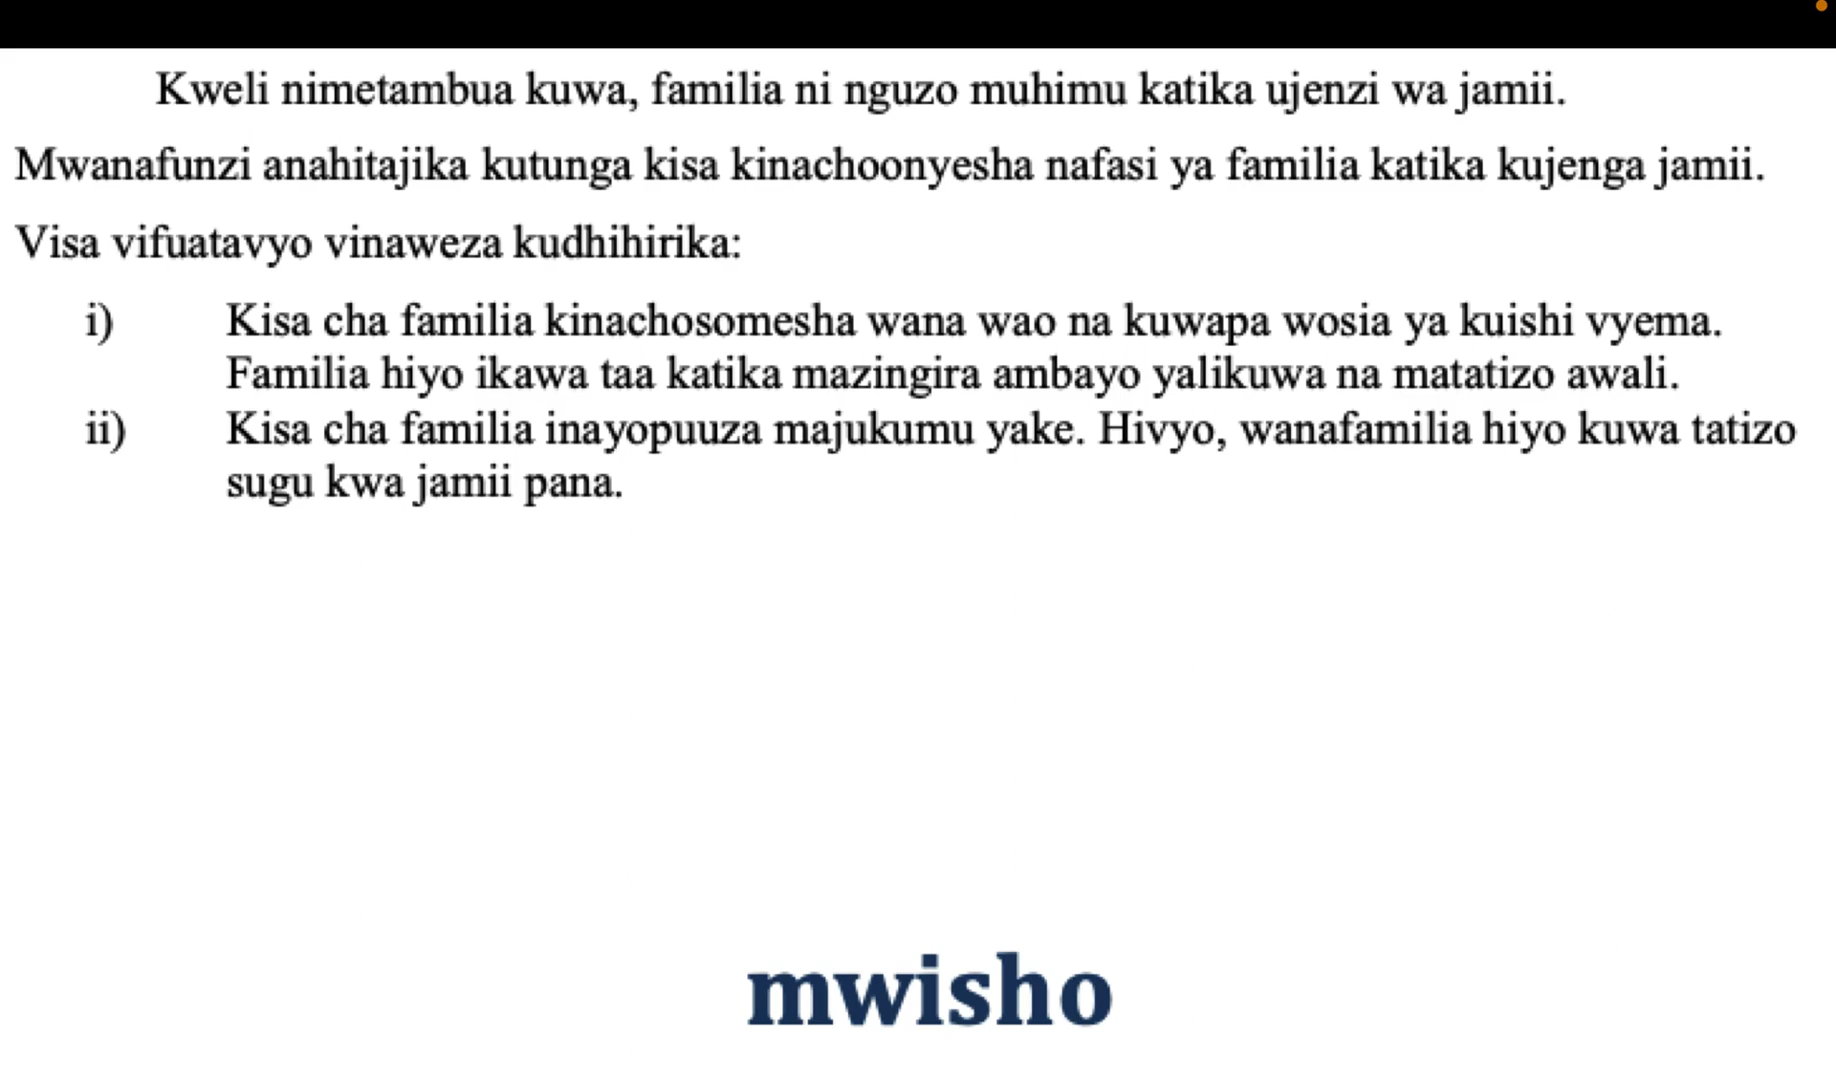 Kweli nimetambua kuwa, familia ni nguzo muhimu katika ujenzi wa jamii.
Mwanafunzi anahitajika kutunga kisa kinachoonyesha nafasi ya familia katika kujenga jamii.
Visa vifuatavyo vinaweza kudhihirika:
i) Kisa cha familia kinachosomesha wana wao na kuwapa wosia ya kuishi vyema.
Familia hiyo ikawa taa katika mazingira ambayo yalikuwa na matatizo awali.
ii) Kisa cha familia inayopuuza majukumu yake. Hivyo, wanafamilia hiyo kuwa tatizo
sugu kwa jamii pana.
mwisho